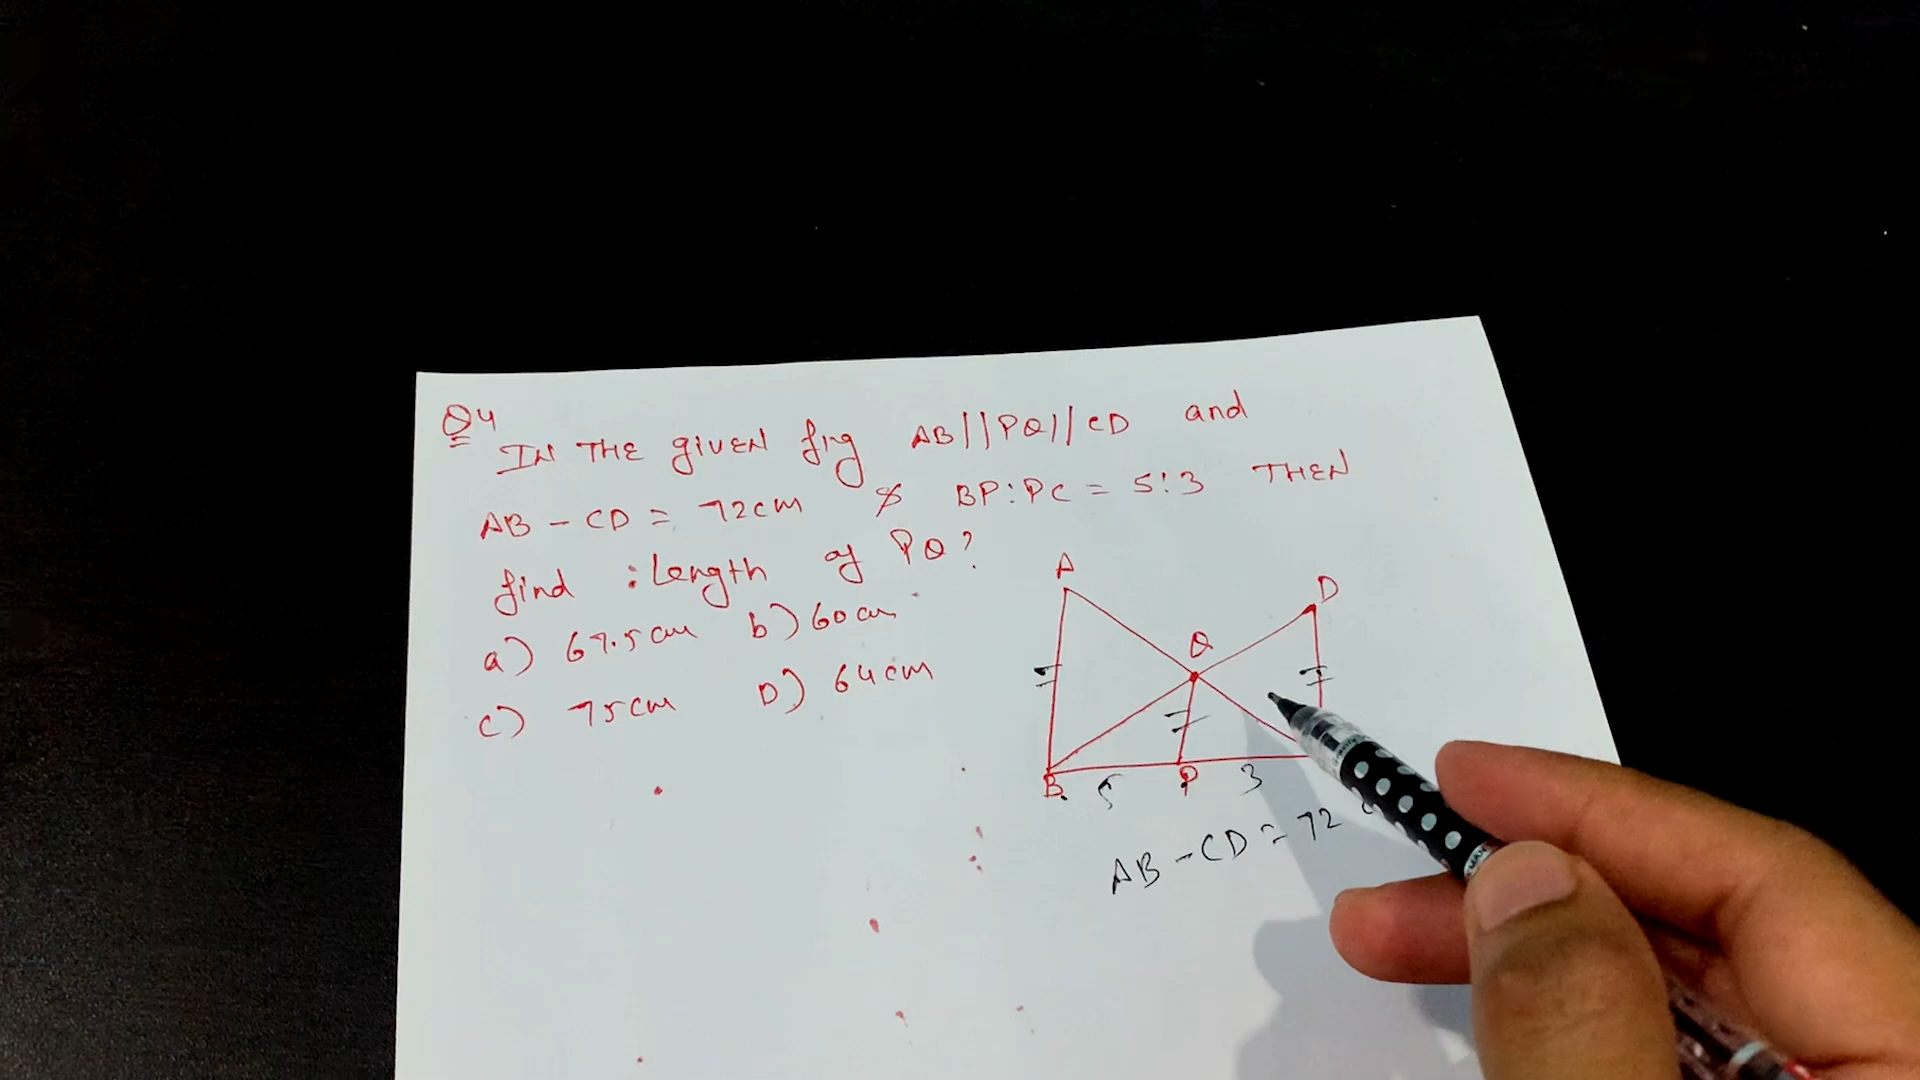 Q4
IN THE given fig AB||PQ||CD and
AB - CD = 72cm & BP:PC = 5:3 THEN
find : Length of PQ?
a) 67.5cm b) 60cm
c) 75cm D) 64cm
A
D
Q
B P
5 3
AB - CD = 72